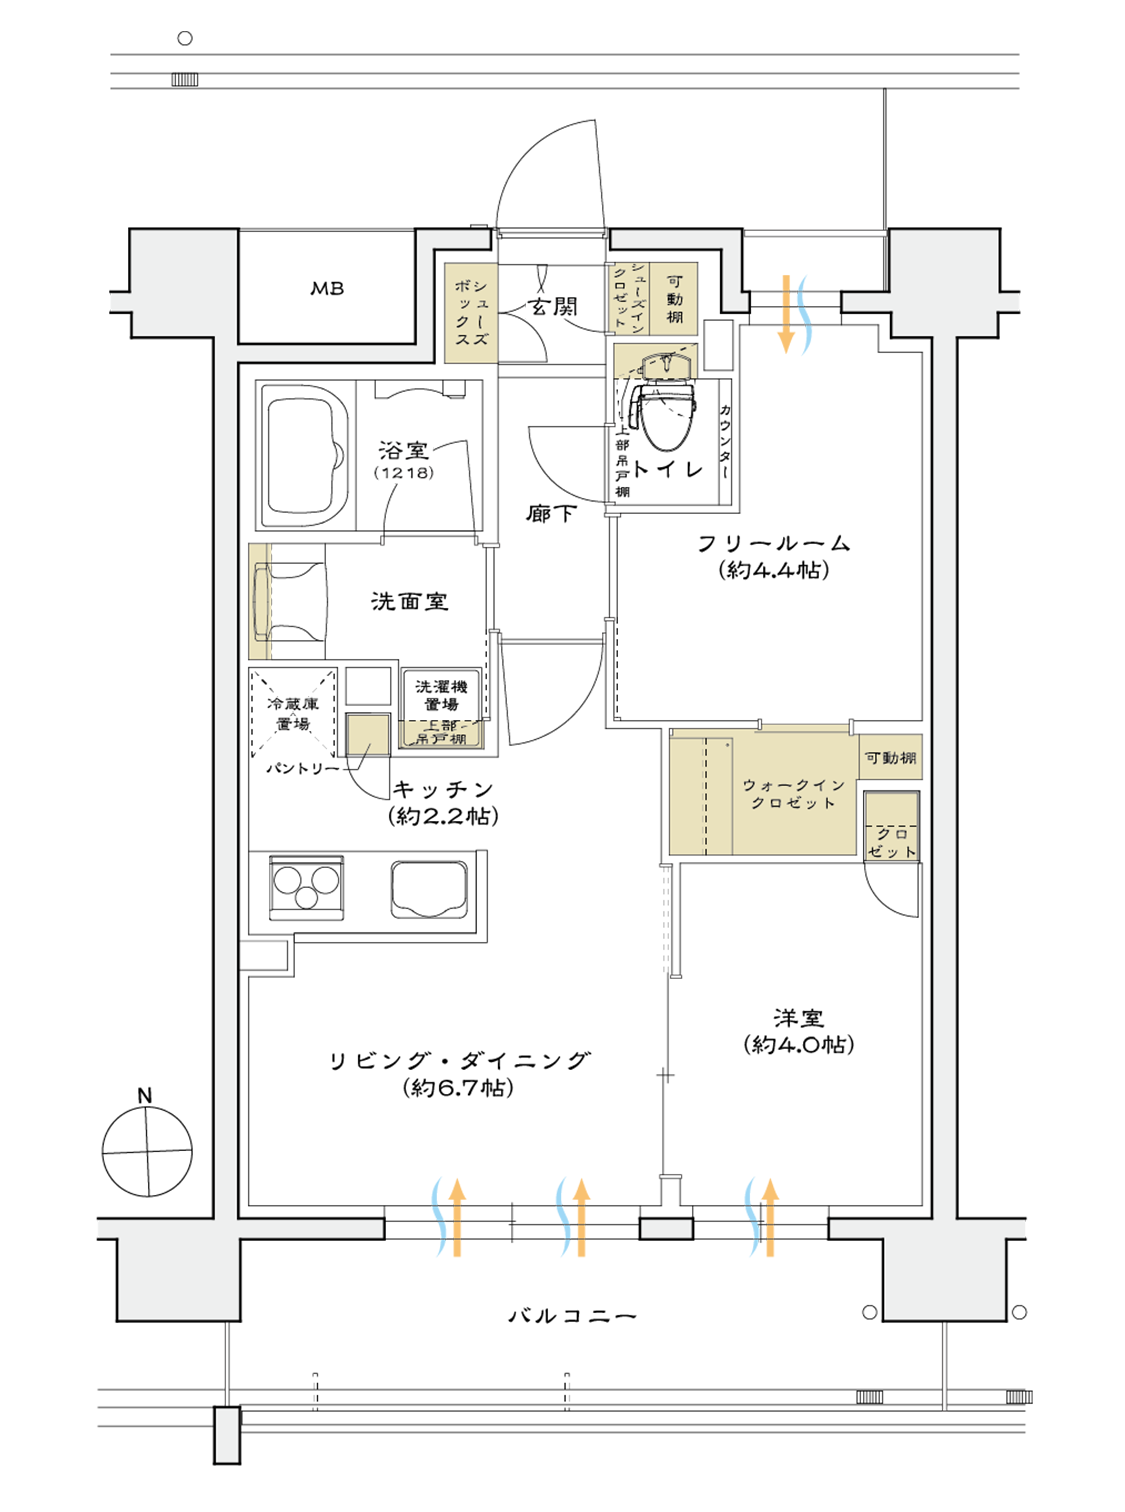 MB
シューズ
ボックス
玄関
シューズイン
クロゼット
可動棚
浴室
(1218)
上部吊戸棚
トイレ
カウンター
廊下
フリールーム
(約4.4帖)
洗面室
冷蔵庫
置場
洗濯機
置場
上部
吊戸棚
パントリー
キッチン
(約2.2帖)
ウォークイン
クロゼット
可動棚
クロ
ゼット
洋室
(約4.0帖)
リビング・ダイニング
(約6.7帖)
N
バルコニー